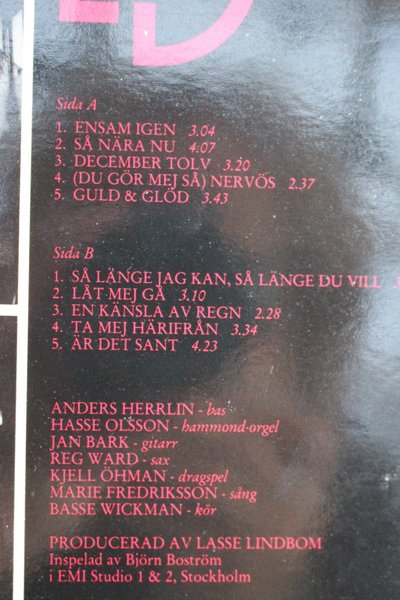 Sida A
1. ENSAM IGEN 3.04
2. SÅ NÄRA NU 4.07
3. DECEMBER TOLV 3.20
4. (DU GÖR MEJ SÅ) NERVÖS 2.37
5. GULD & GLÖD 3.43
Sida B
1. SÅ LÄNGE JAG KAN, SÅ LÄNGE DU VILL
2. LÅT MEJ GÅ 3.10
3. EN KÄNSLA AV REGN 2.28
4. TA MEJ HÄRIFRÅN 3.34
5. ÄR DET SANT 4.23
ANDERS HERRLIN - bas
HASSE OLSSON - hammond-orgel
JAN BARK - gitarr
REG WARD - sax
KJELL ÖHMAN - dragspel
MARIE FREDRIKSSON - sång
BASSE WICKMAN - kör
PRODUCERAD AV LASSE LINDBOM
Inspelad av Björn Boström
i EMI Studio 1 & 2, Stockholm